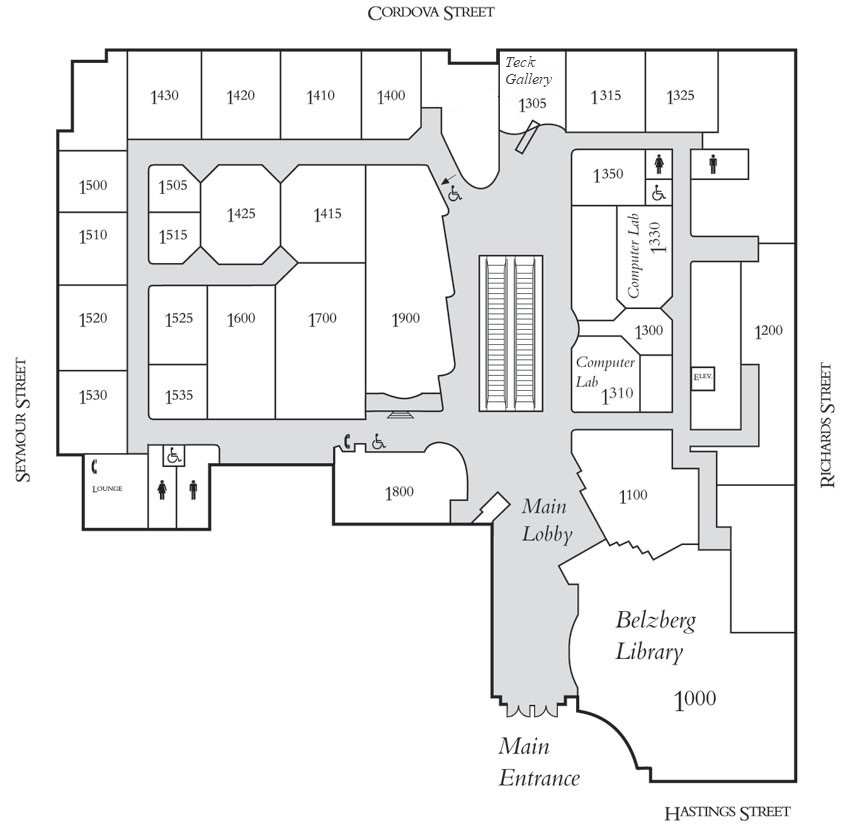 CORDOVA STREET
Teck
Gallery
1430
1420
1410
1400
1305
1315
1325
1500
1505
1425
1415
1350
1510
1515
Computer Lab
1330
1520
1525
1600
1700
1900
1300
1200
Computer
Lab
1310
ELEV.
1530
1535
SEYMOUR STREET
RICHARDS STREET
LOUNGE
1800
Main
Lobby
1100
Belzberg
Library
1000
Main
Entrance
HASTINGS STREET